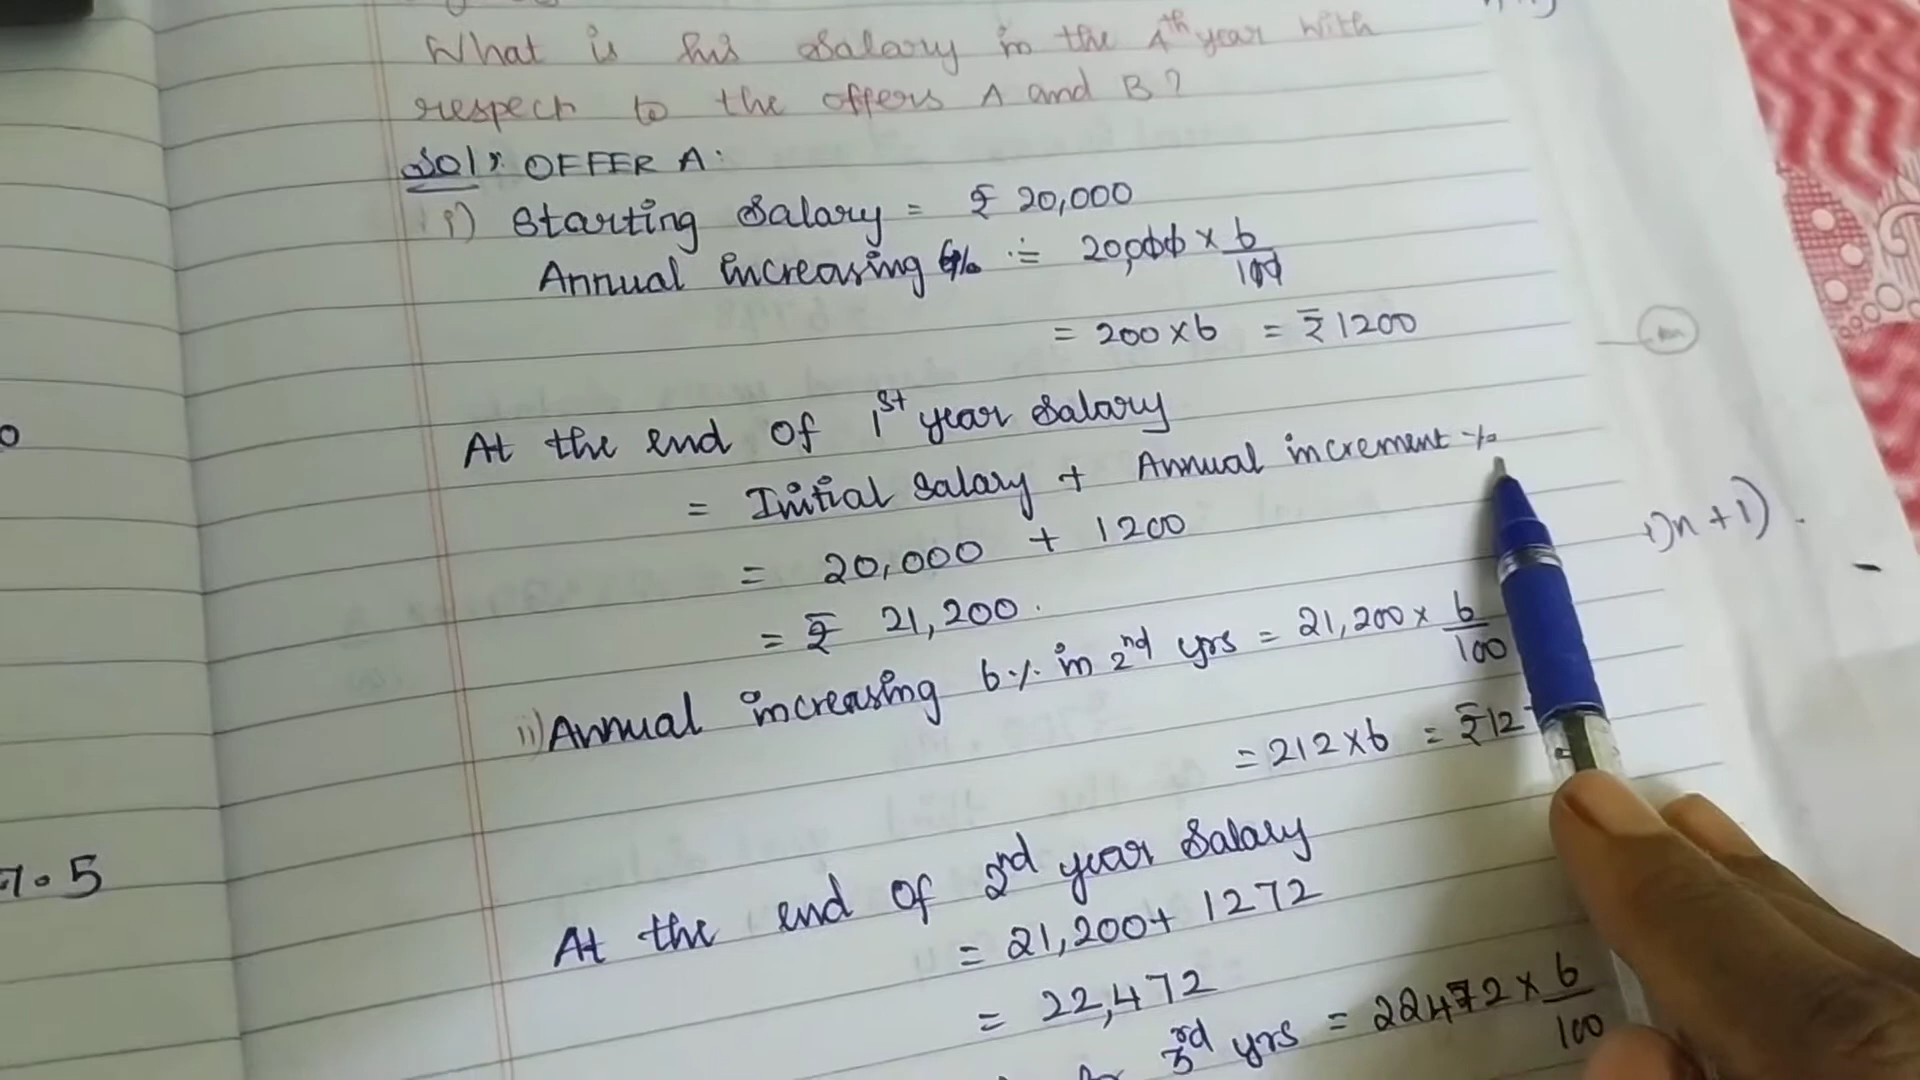 What is his salary in the 4th year with
respect to the offers A and B?
Sol: OFFER A:
i) Starting Salary = ₹ 20,000
Annual increasing 6% = 20,000 × 6/100
= 200 × 6 = ₹ 1200
At the end of 1st year salary
= Initial salary + Annual increment %
= 20,000 + 1200
= ₹ 21,200.
n + 1).
ii) Annual increasing 6% in 2nd yrs = 21,200 × 6/100
= 212 × 6 = ₹ 12
At the end of 2nd year Salary
= 21,200 + 1272
= 22,472
3rd yrs = 22472 × 6/100
7.5